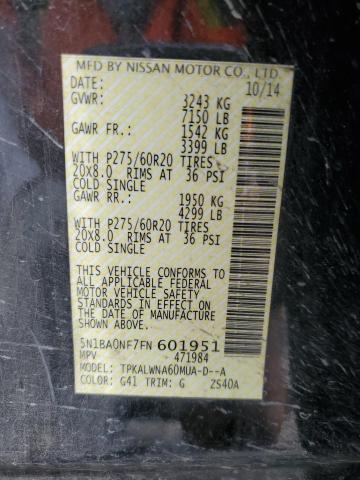 MFD BY NISSAN MOTOR CO., LTD.
DATE: 10/14
GVWR: 3243 KG
7150 LB
GAWR FR.: 1542 KG
3399 LB
WITH P275/60R20 TIRES
20X8.0 RIMS AT 36 PSI
COLD SINGLE
GAWR RR.: 1950 KG
4299 LB
WITH P275/60R20 TIRES
20X8.0 RIMS AT 36 PSI
COLD SINGLE
THIS VEHICLE CONFORMS TO
ALL APPLICABLE FEDERAL
MOTOR VEHICLE SAFETY
STANDARDS IN EFFECT ON
THE DATE OF MANUFACTURE
SHOWN ABOVE.
5N1BA0NF7FN 601951
MPV 471984
MODEL: TPKALWNA60MUA-D--A
COLOR: G41 TRIM: G ZS40A